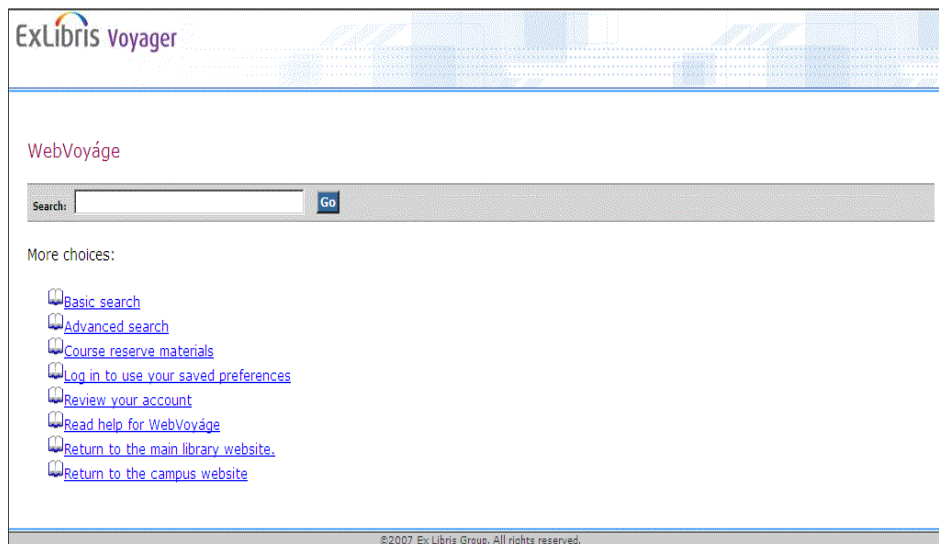 ExLibris Voyager
WebVoyáge
Search: Go
More choices:
Basic search
Advanced search
Course reserve materials
Log in to use your saved preferences
Review your account
Read help for WebVoyáge
Return to the main library website.
Return to the campus website
©2007 Ex Libris Group. All rights reserved.